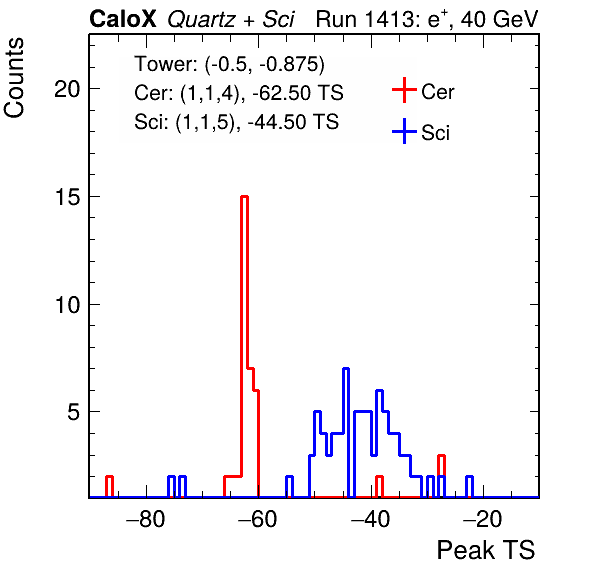 CaloX Quartz + Sci Run 1413: e⁺, 40 GeV
Tower: (-0.5, -0.875)
Cer: (1,1,4), -62.50 TS
Sci: (1,1,5), -44.50 TS
Cer
Sci
Counts
20
15
10
5
−80 −60 −40 −20
Peak TS